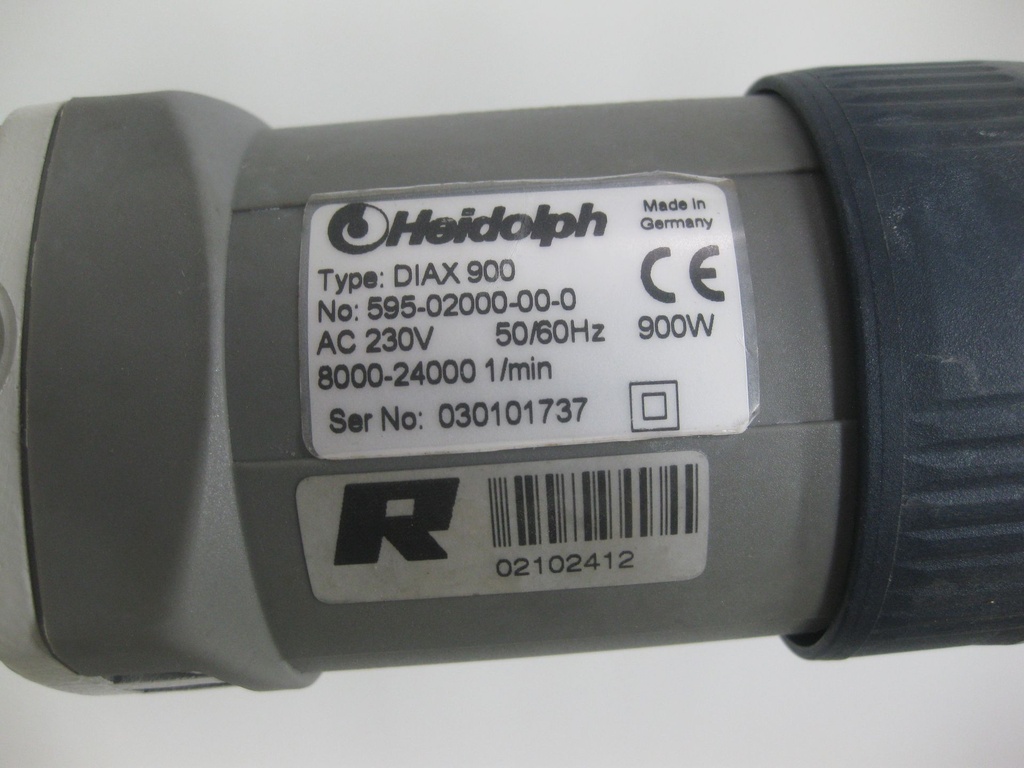 Heidolph
Made in
Germany
Type: DIAX 900
CE
No: 595-02000-00-0
AC 230V 50/60Hz 900W
8000-24000 1/min
Ser No: 030101737
R
02102412